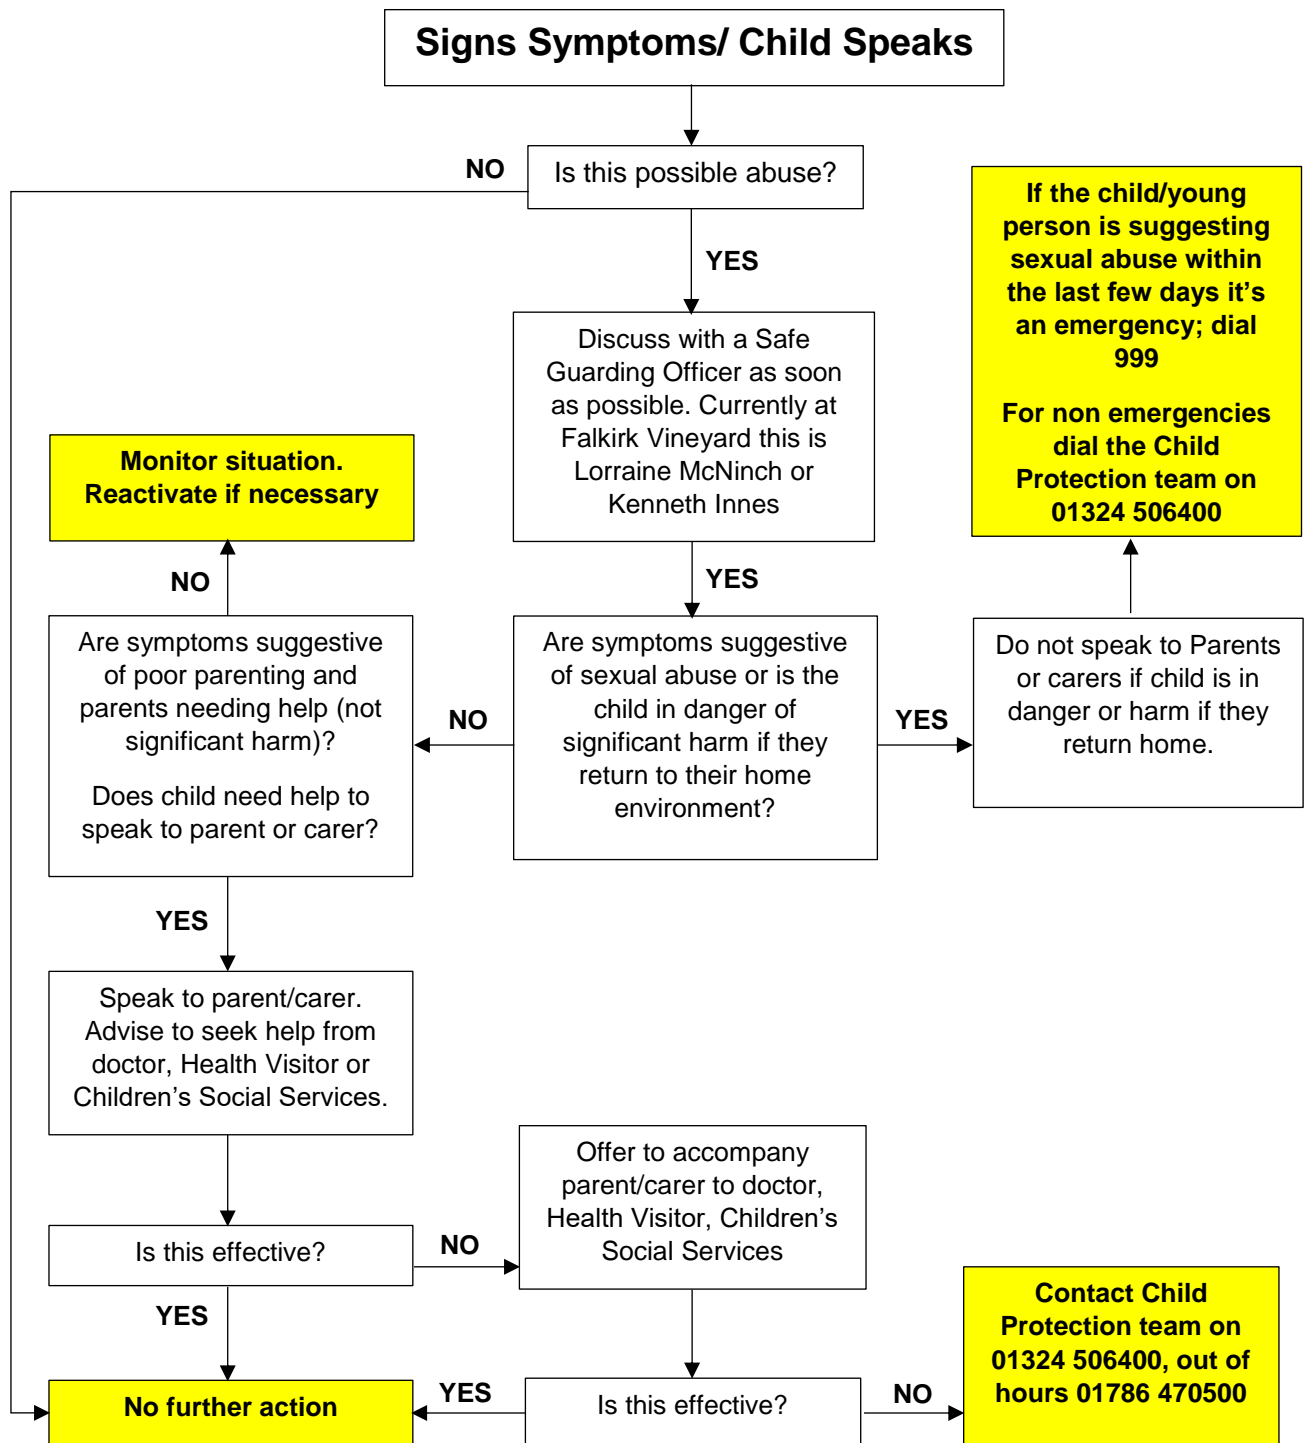 Signs Symptoms/ Child Speaks
NO
Is this possible abuse?
YES
If the child/young
person is suggesting
sexual abuse within
the last few days it’s
an emergency; dial
999
For non emergencies
dial the Child
Protection team on
01324 506400
Discuss with a Safe
Guarding Officer as soon
as possible. Currently at
Falkirk Vineyard this is
Lorraine McNinch or
Kenneth Innes
Monitor situation.
Reactivate if necessary
NO
YES
Are symptoms suggestive
of poor parenting and
parents needing help (not
significant harm)?
Does child need help to
speak to parent or carer?
NO
Are symptoms suggestive
of sexual abuse or is the
child in danger of
significant harm if they
return to their home
environment?
YES
Do not speak to Parents
or carers if child is in
danger or harm if they
return home.
YES
Speak to parent/carer.
Advise to seek help from
doctor, Health Visitor or
Children’s Social Services.
Offer to accompany
parent/carer to doctor,
Health Visitor, Children’s
Social Services
Is this effective?
NO
YES
Contact Child
Protection team on
01324 506400, out of
hours 01786 470500
No further action
YES
Is this effective?
NO